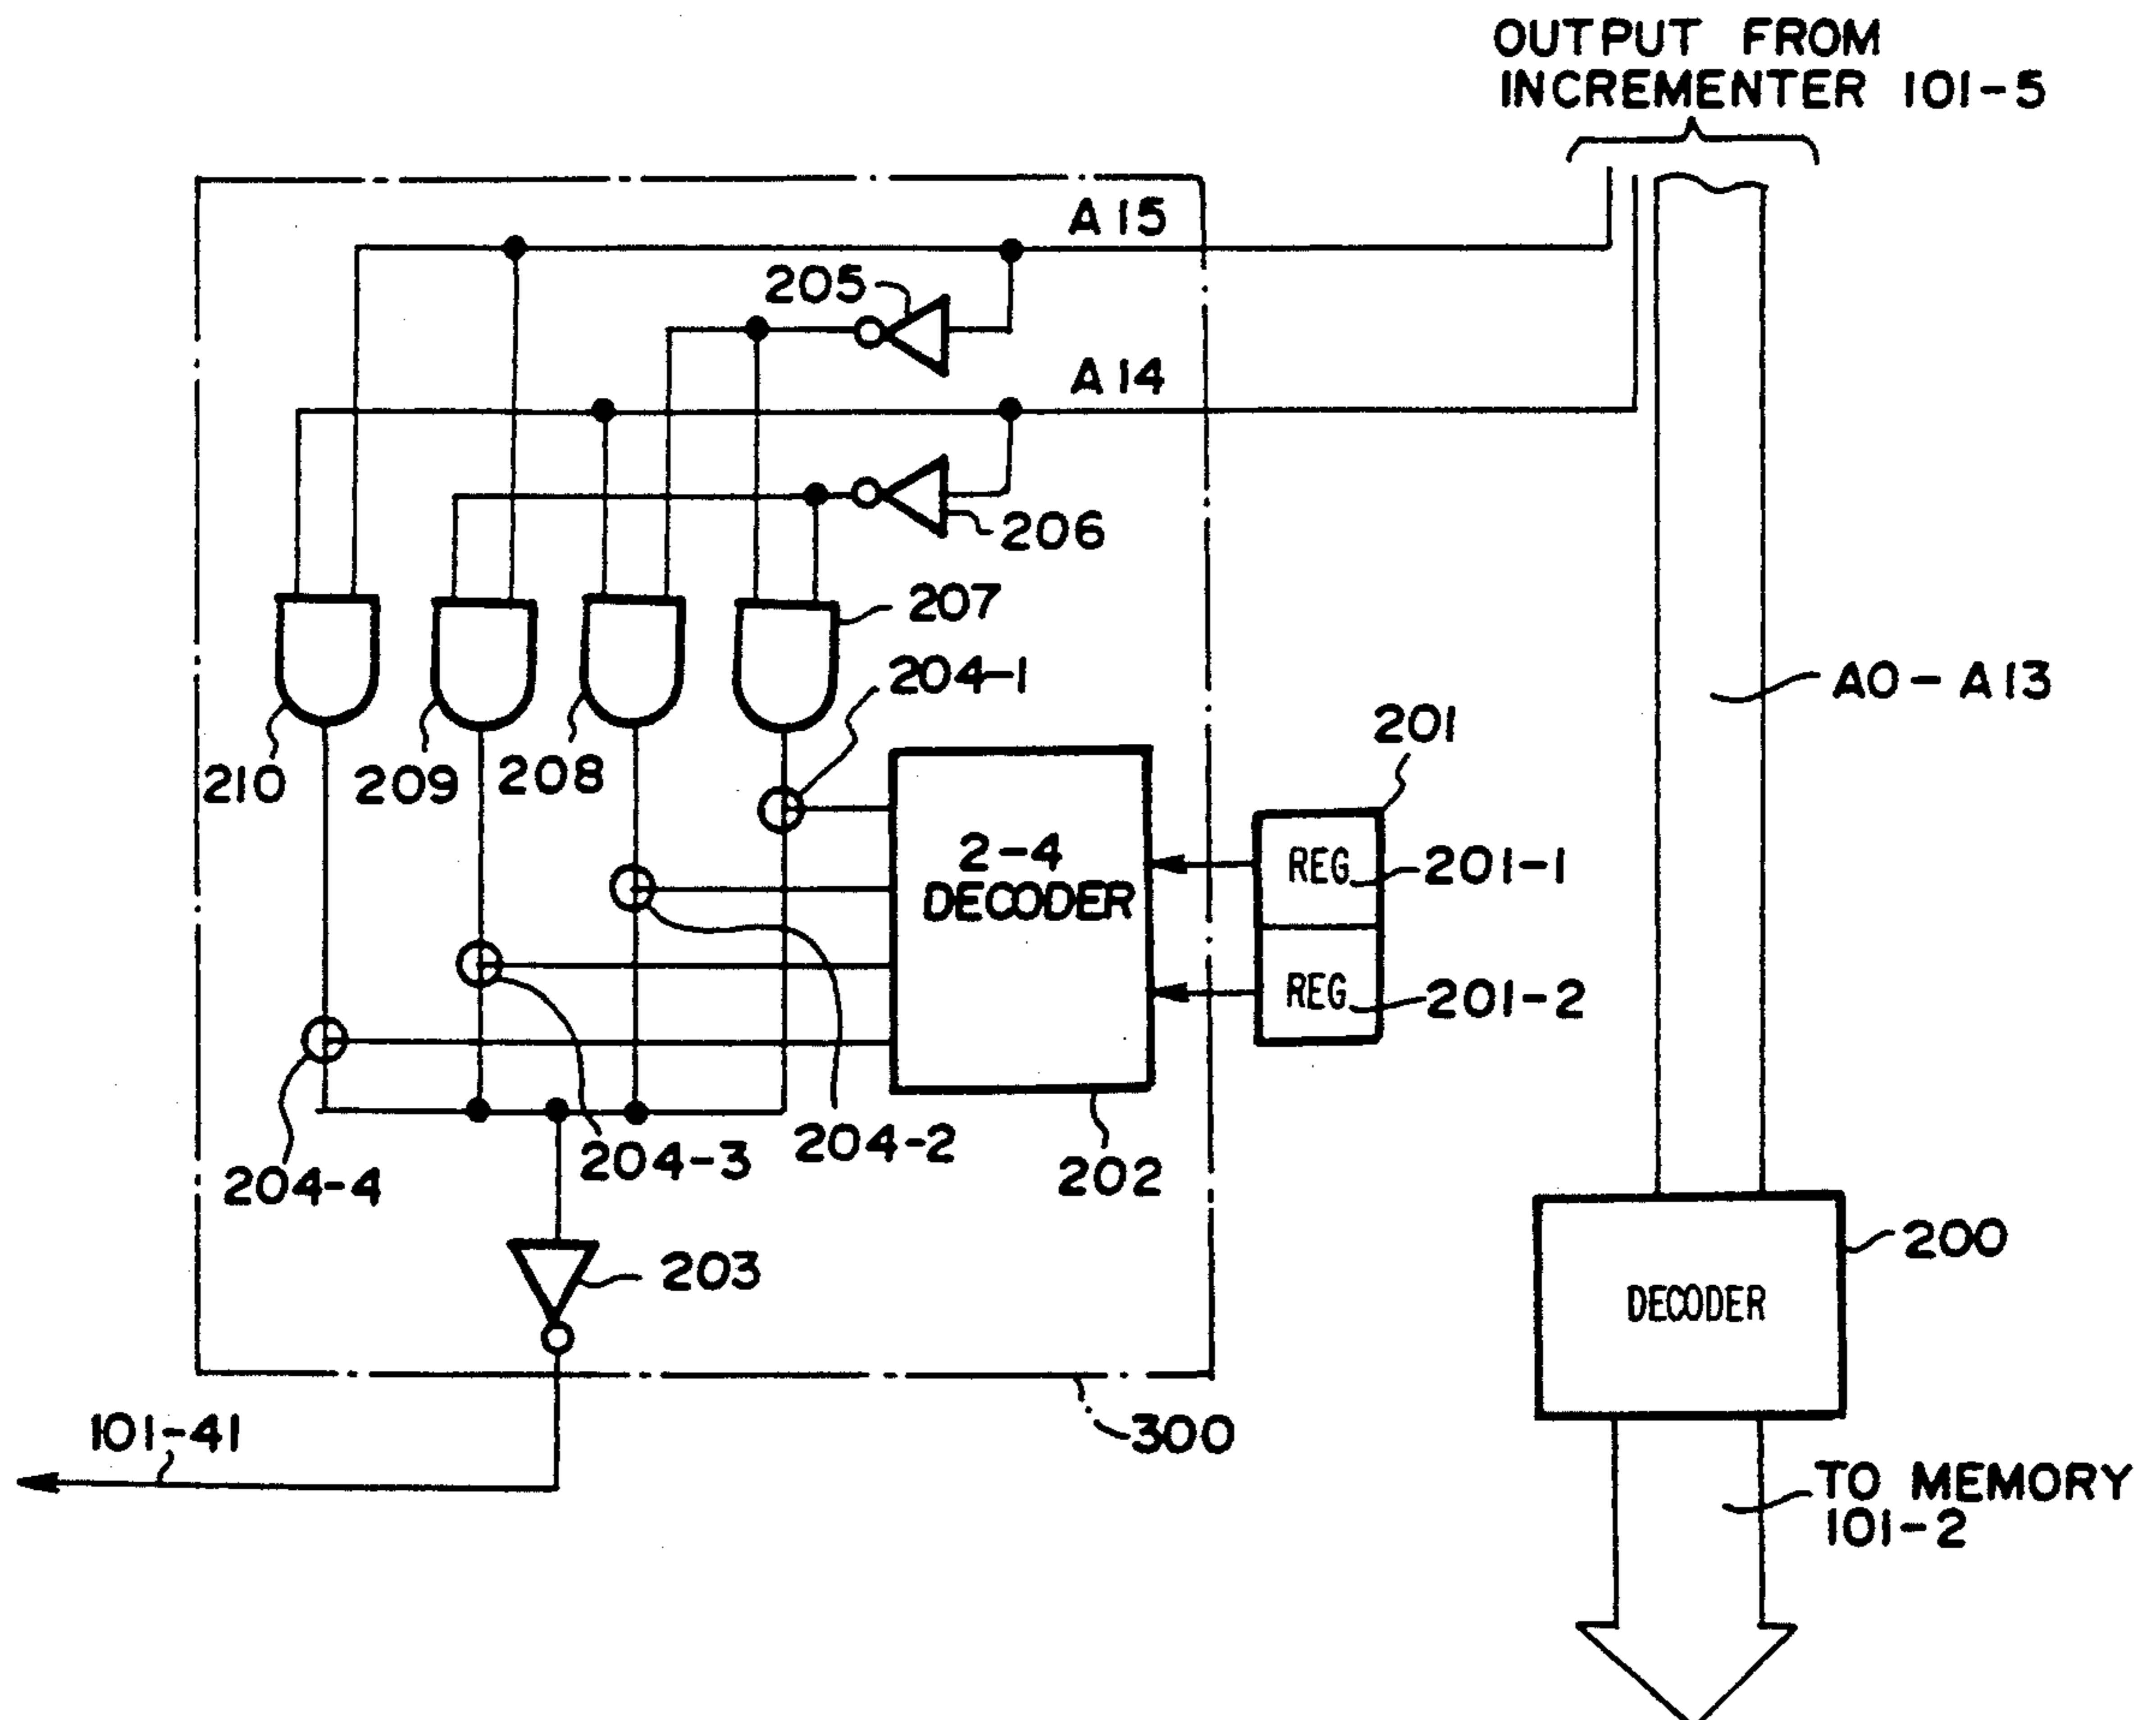 OUTPUT FROM
INCREMENTER 101-5
A15
205
A14
206
207
204-1
A0-A13
201
210
209
208
2-4
DECODER
REG
201-1
REG
201-2
204-4
204-3
204-2
202
200
203
DECODER
101-41
300
TO MEMORY
101-2